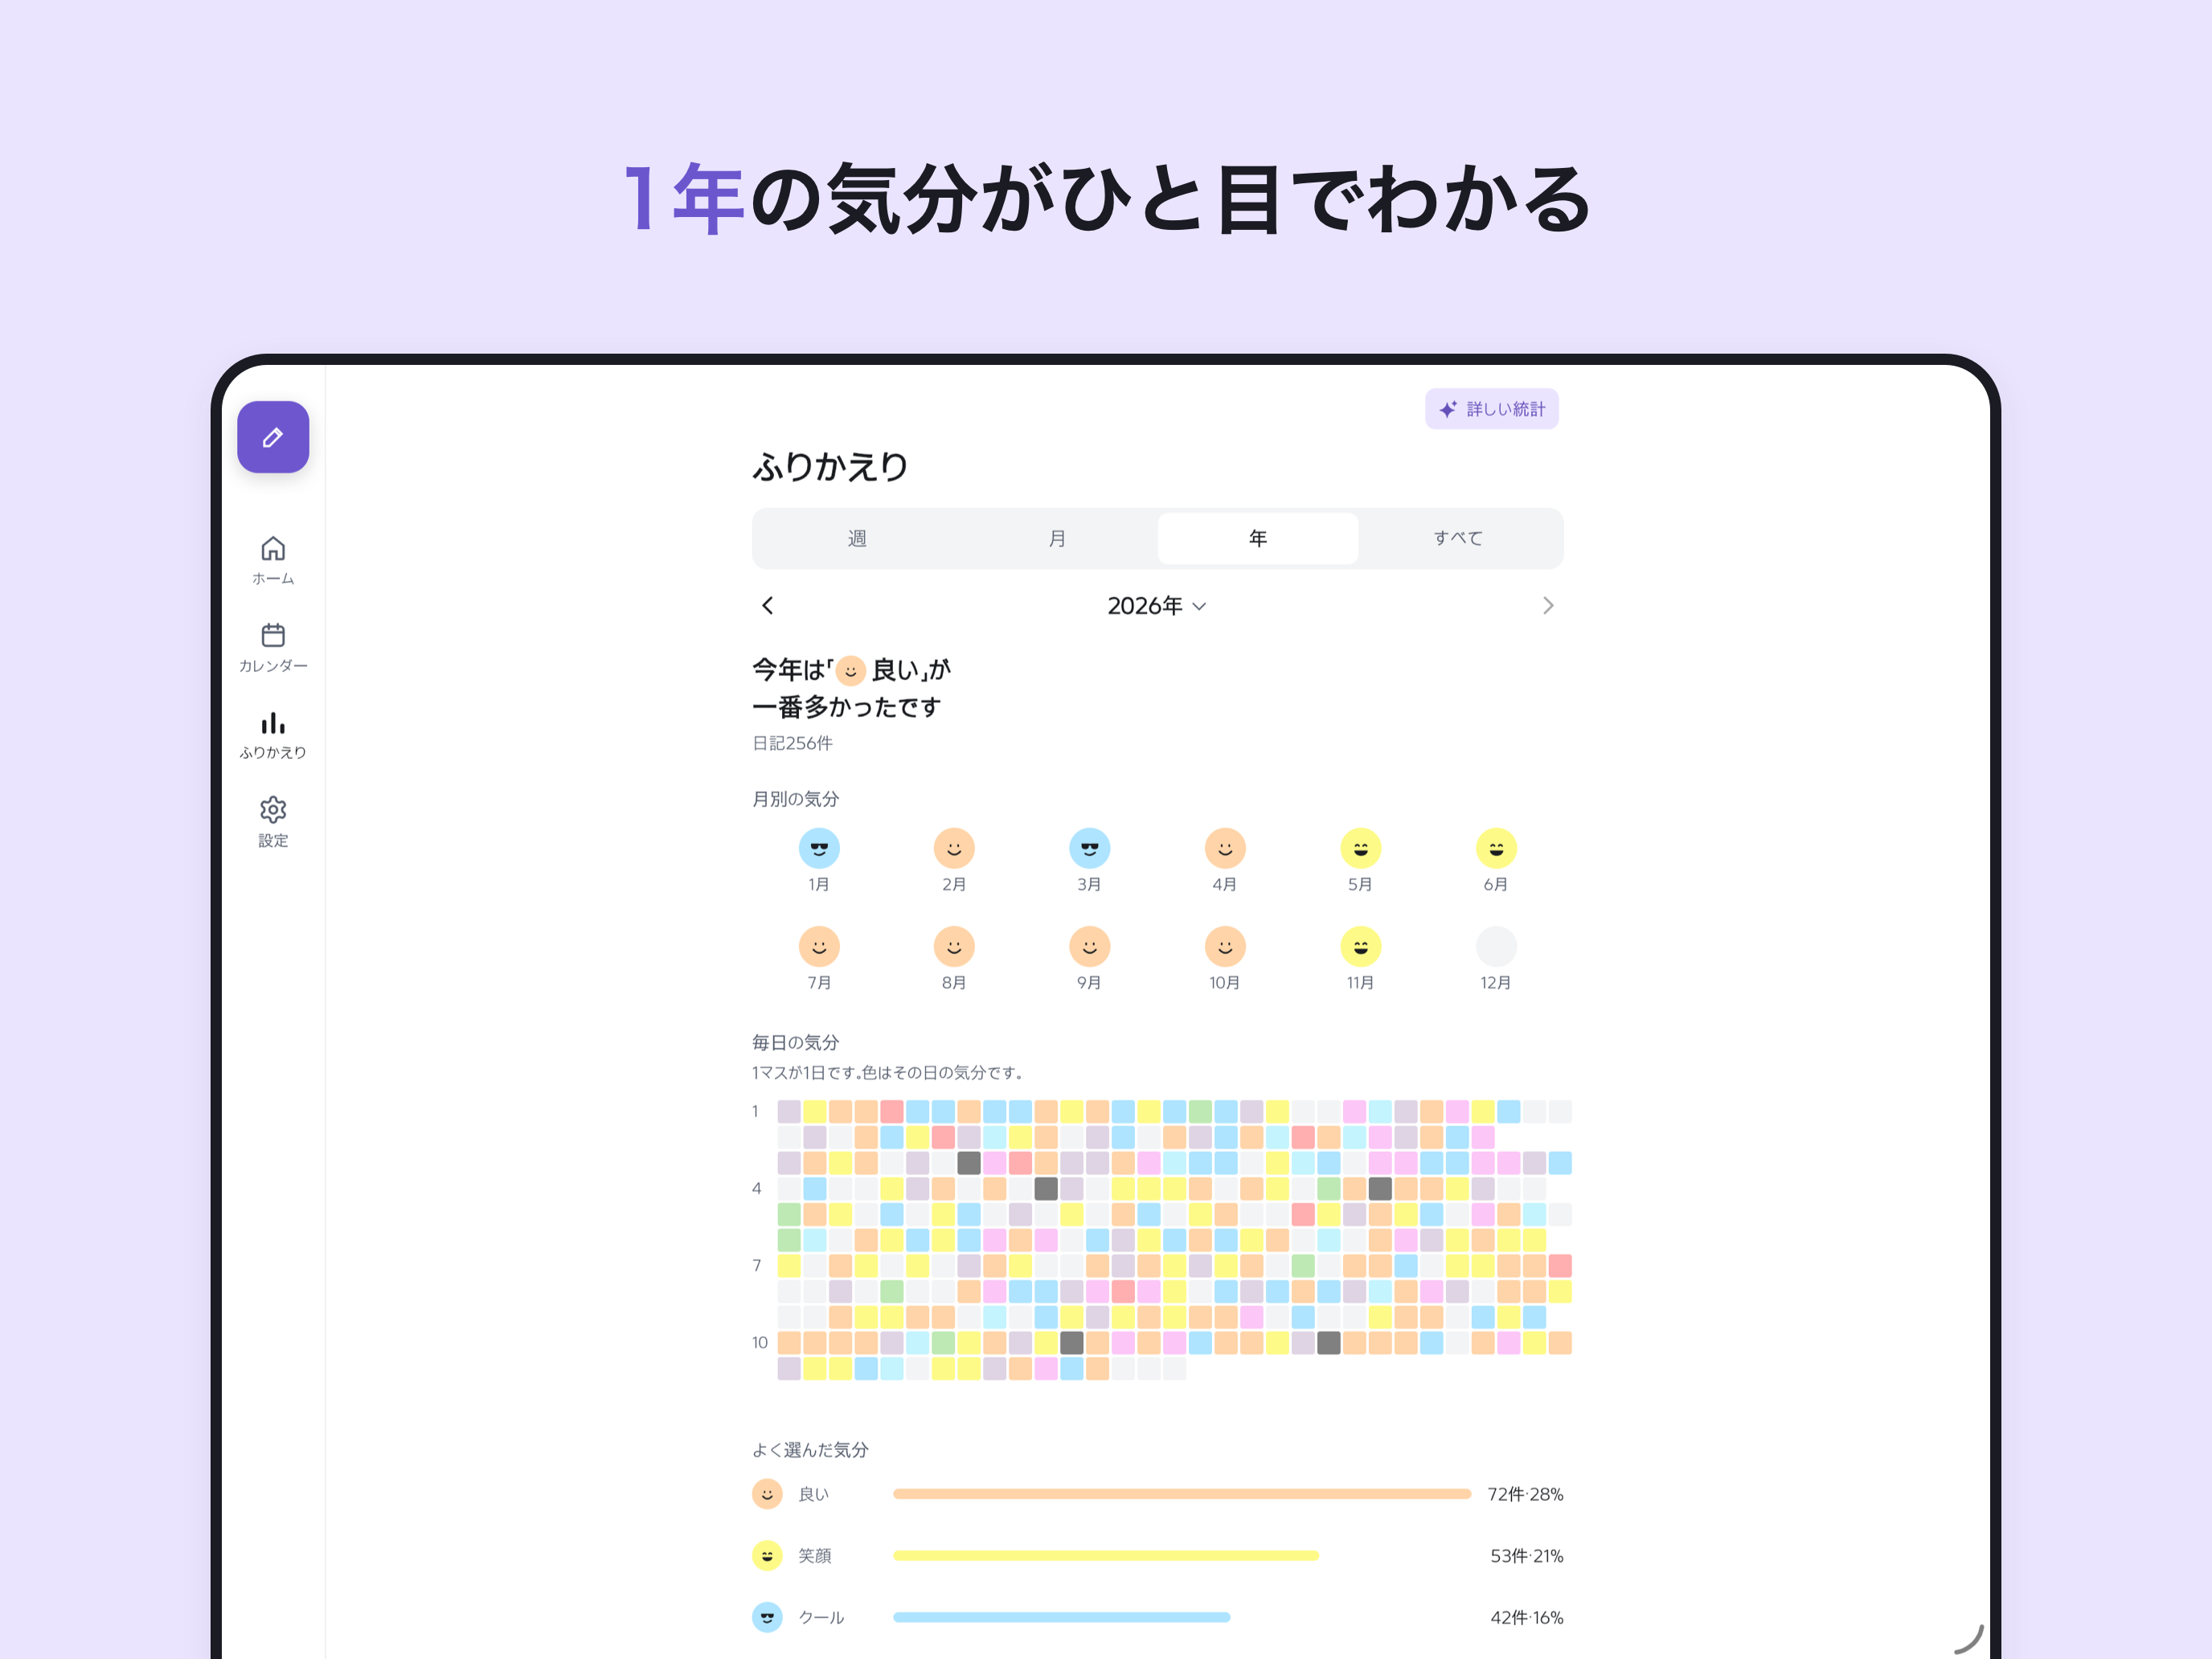 1年の気分がひと目でわかる
詳しい統計
ふりかえり
週 月 年 すべて
2026年
今年は「良い」が
一番多かったです
日記256件
ホーム
カレンダー
ふりかえり
設定
月別の気分
1月 2月 3月 4月 5月 6月
7月 8月 9月 10月 11月 12月
毎日の気分
1マスが1日です。色はその日の気分です。
1
4
7
10
よく選んだ気分
良い 72件·28%
笑顔 53件·21%
クール 42件·16%